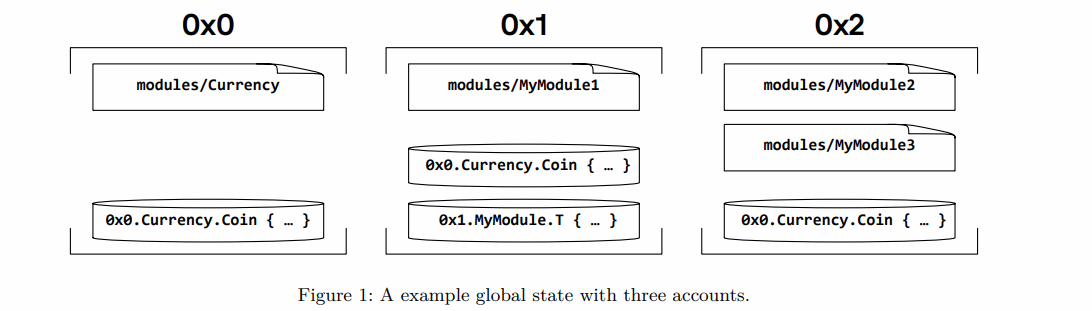 0x0
0x1
0x2
modules/Currency
modules/MyModule1
modules/MyModule2
modules/MyModule3
0x0.Currency.Coin { … }
0x0.Currency.Coin { … }
0x1.MyModule.T { … }
0x0.Currency.Coin { … }
Figure 1: A example global state with three accounts.